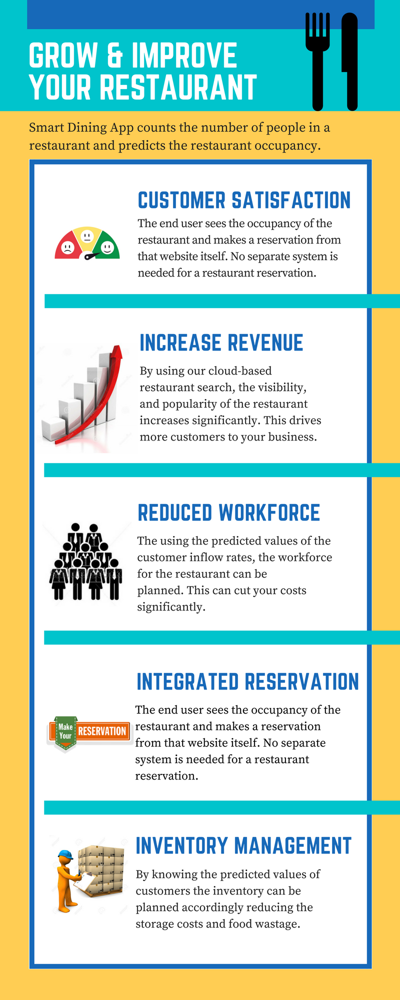 GROW & IMPROVE
YOUR RESTAURANT
Smart Dining App counts the number of people in a
restaurant and predicts the restaurant occupancy.
CUSTOMER SATISFACTION
The end user sees the occupancy of the
restaurant and makes a reservation from
that website itself. No separate system is
needed for a restaurant reservation.
INCREASE REVENUE
By using our cloud-based
restaurant search, the visibility,
and popularity of the restaurant
increases significantly. This drives
more customers to your business.
REDUCED WORKFORCE
The using the predicted values of the
customer inflow rates, the workforce
for the restaurant can be
planned. This can cut your costs
significantly.
INTEGRATED RESERVATION
The end user sees the occupancy of the
restaurant and makes a reservation
from that website itself. No separate
system is needed for a restaurant
reservation.
Make
Your
RESERVATION
INVENTORY MANAGEMENT
By knowing the predicted values of
customers the inventory can be
planned accordingly reducing the
storage costs and food wastage.